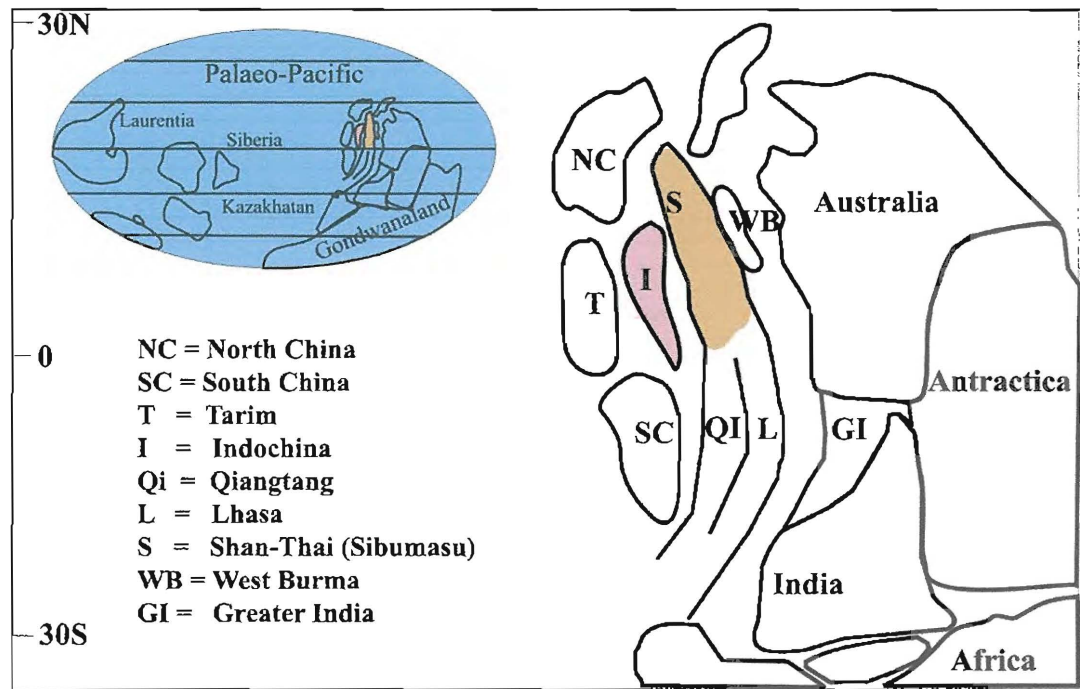 30N
Palaeo-Pacific
Laurentia
Siberia
Kazakhatan
Gondwanaland
0
30S
NC = North China
SC = South China
T = Tarim
I = Indochina
Qi = Qiangtang
L = Lhasa
S = Shan-Thai (Sibumasu)
WB = West Burma
GI = Greater India
NC
S
WB
Australia
I
T
Antractica
SC
QI
L
GI
India
Africa